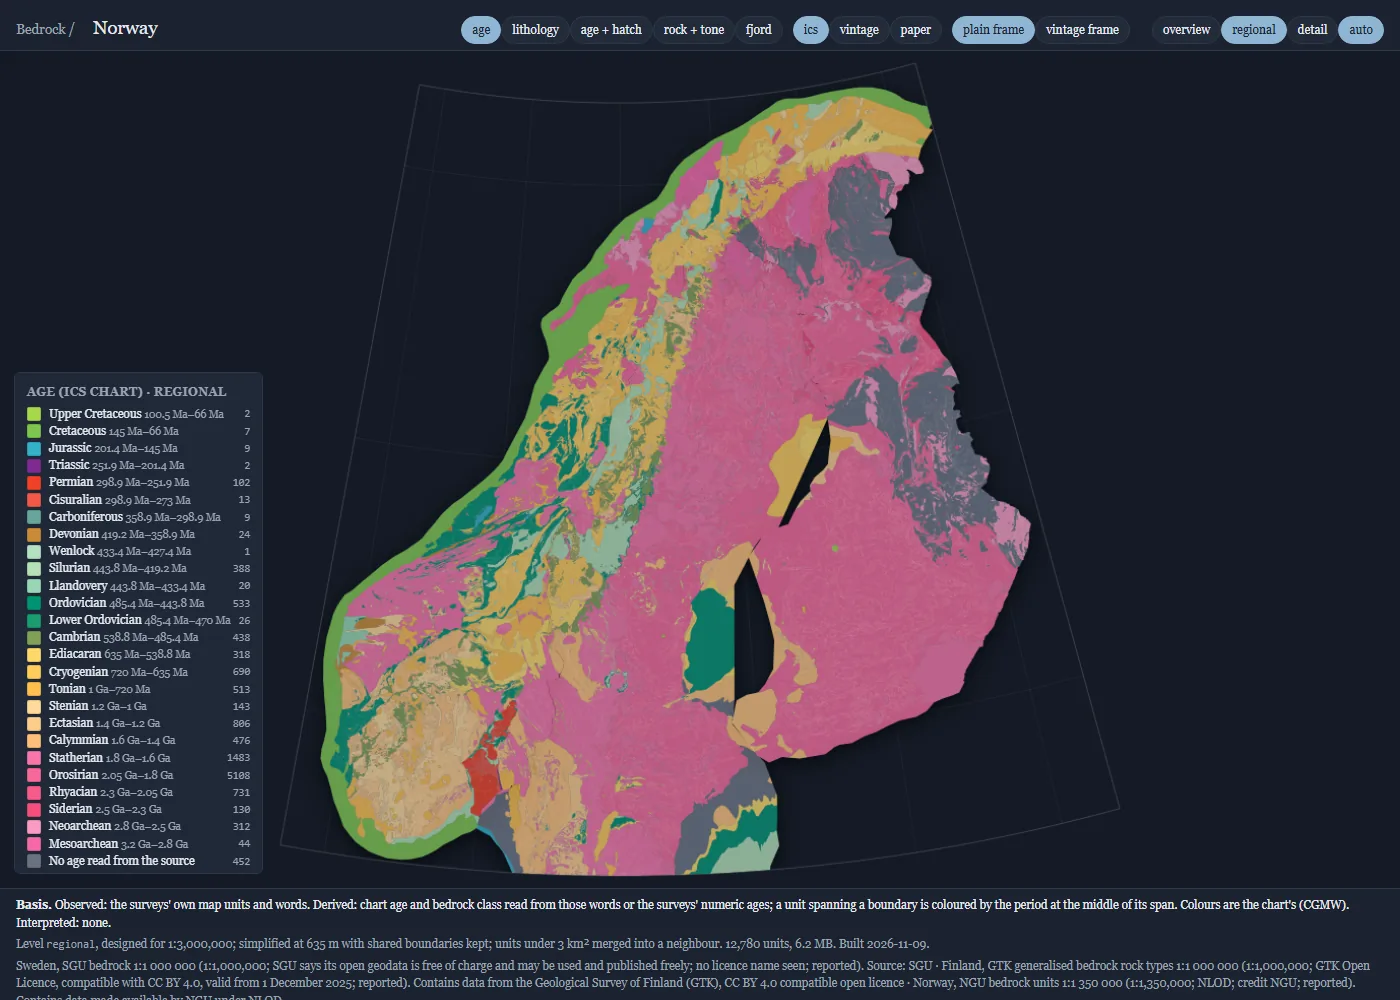 Bedrock / Norway
age lithology age + hatch rock + tone fjord ics vintage paper plain frame vintage frame overview regional detail auto
AGE (ICS CHART) · REGIONAL
Upper Cretaceous 100.5 Ma–66 Ma 2
Cretaceous 145 Ma–66 Ma 7
Jurassic 201.4 Ma–145 Ma 9
Triassic 251.9 Ma–201.4 Ma 2
Permian 298.9 Ma–251.9 Ma 102
Cisuralian 298.9 Ma–273 Ma 13
Carboniferous 358.9 Ma–298.9 Ma 9
Devonian 419.2 Ma–358.9 Ma 24
Wenlock 433.4 Ma–427.4 Ma 1
Silurian 443.8 Ma–419.2 Ma 388
Llandovery 443.8 Ma–433.4 Ma 20
Ordovician 485.4 Ma–443.8 Ma 533
Lower Ordovician 485.4 Ma–470 Ma 26
Cambrian 538.8 Ma–485.4 Ma 438
Ediacaran 635 Ma–538.8 Ma 318
Cryogenian 720 Ma–635 Ma 690
Tonian 1 Ga–720 Ma 513
Stenian 1.2 Ga–1 Ga 143
Ectasian 1.4 Ga–1.2 Ga 806
Calymmian 1.6 Ga–1.4 Ga 476
Statherian 1.8 Ga–1.6 Ga 1483
Orosirian 2.05 Ga–1.8 Ga 5108
Rhyacian 2.3 Ga–2.05 Ga 731
Siderian 2.5 Ga–2.3 Ga 130
Neoarchean 2.8 Ga–2.5 Ga 312
Mesoarchean 3.2 Ga–2.8 Ga 44
No age read from the source 452
Basis. Observed: the surveys' own map units and words. Derived: chart age and bedrock class read from those words or the surveys' numeric ages; a unit spanning a boundary is coloured by the period at the middle of its span. Colours are the chart's (CGMW).
Interpreted: none.
Level regional, designed for 1:3,000,000; simplified at 635 m with shared boundaries kept; units under 3 km² merged into a neighbour. 12,780 units, 6.2 MB. Built 2026-11-09.
Sweden, SGU bedrock 1:1 000 000 (1:1,000,000; SGU says its open geodata is free of charge and may be used and published freely; no licence name seen; reported). Source: SGU · Finland, GTK generalised bedrock rock types 1:1 000 000 (1:1,000,000; GTK Open
Licence, compatible with CC BY 4.0, valid from 1 December 2025; reported). Contains data from the Geological Survey of Finland (GTK), CC BY 4.0 compatible open licence · Norway, NGU bedrock units 1:1 350 000 (1:1,350,000; NLOD; credit NGU; reported).
Contains data made available by NGU under NLOD.